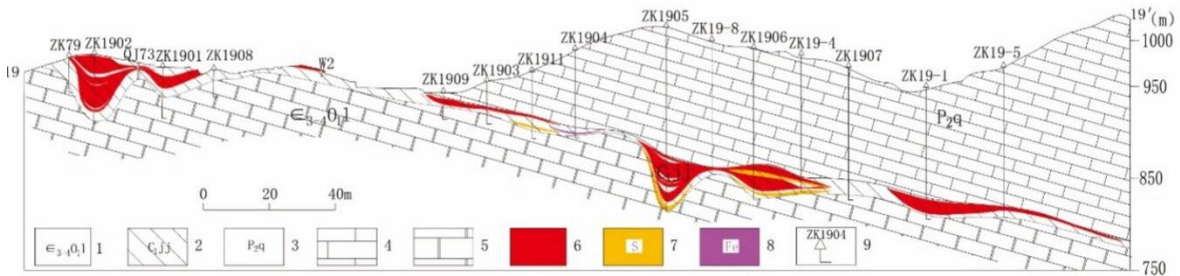 ZK1905
19′(m)
ZK1902
ZK79
QJ73
ZK1901
ZK1908
W2
ZK1904
ZK19-8
ZK1906
ZK19-4
ZK1907
ZK19-5
1000
19
ZK1911
ZK1903
ZK1909
ZK19-1
950
∈₃₋₄O₁l
P₂q
850
0 20 40m
750
∈₃₋₄O₁l 1 C₁jj 2 P₂q 3 4 5 6 S 7 Fe 8 ZK1904 9